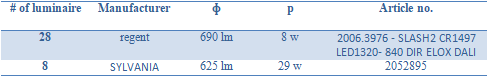 # of luminaire Manufacturer ϕ p Article no.
28 regent 690 lm 8 w 2006.3976 - SLASH2 CR1497
LED1320- 840 DIR ELOX DALI
8 SYLVANIA 625 lm 29 w 2052895